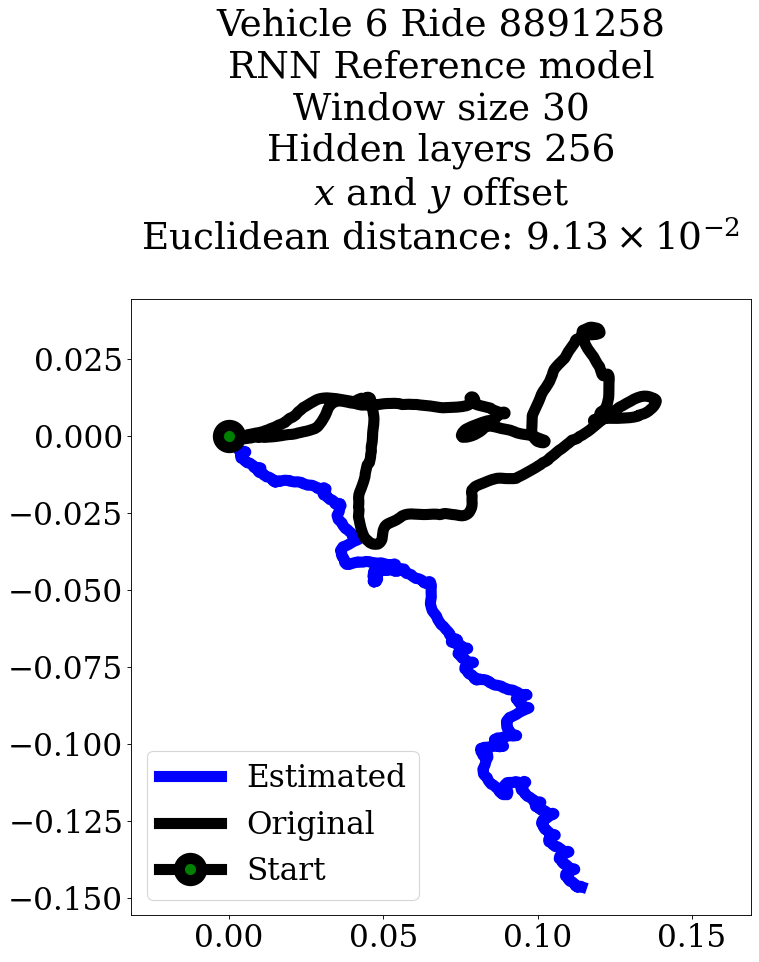 Vehicle 6 Ride 8891258
RNN Reference model
Window size 30
Hidden layers 256
x and y offset
Euclidean distance: 9.13 × 10⁻²
0.025
0.000
−0.025
−0.050
−0.075
−0.100
−0.125
−0.150
Estimated
Original
Start
0.00 0.05 0.10 0.15